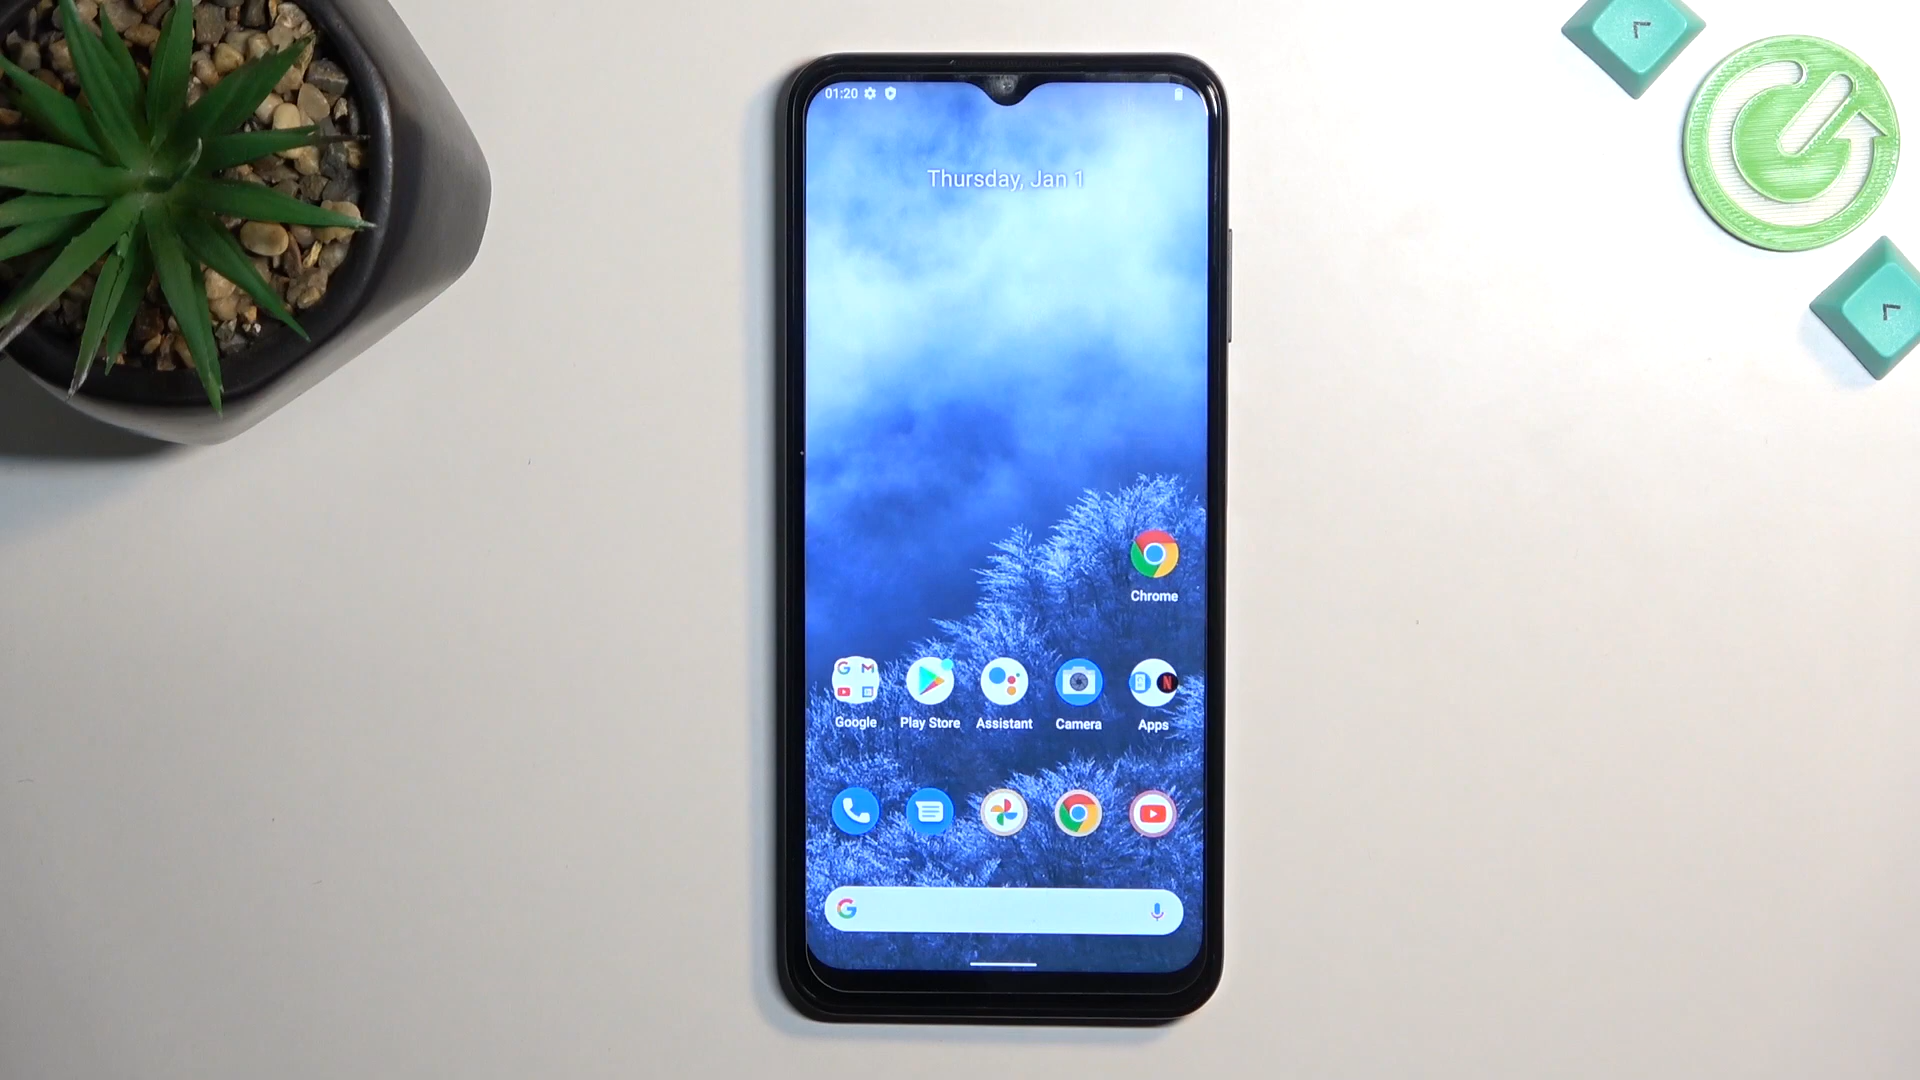 01:20
Thursday, Jan 1
Chrome
Google
Play Store
Assistant
Camera
Apps